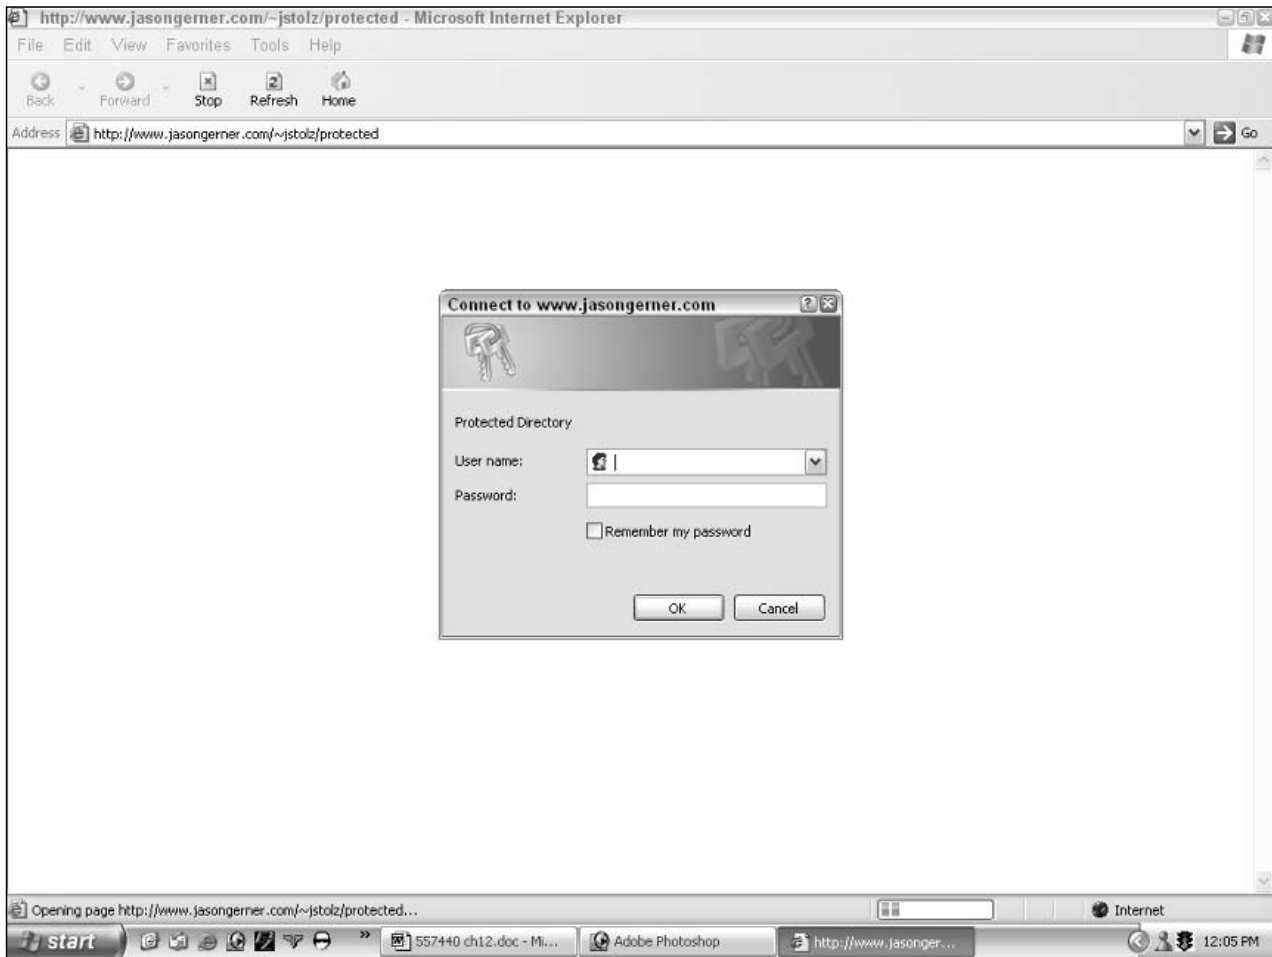 http://www.jasongerner.com/~jstolz/protected - Microsoft Internet Explorer
File Edit View Favorites Tools Help
Back Forward Stop Refresh Home
Address http://www.jasongerner.com/~jstolz/protected Go
Connect to www.jasongerner.com
Protected Directory
User name:
Password:
Remember my password
OK Cancel
Opening page http://www.jasongerner.com/~jstolz/protected... Internet
start » 557440 ch12.doc - Mi... Adobe Photoshop http://www.jasonger... 12:05 PM